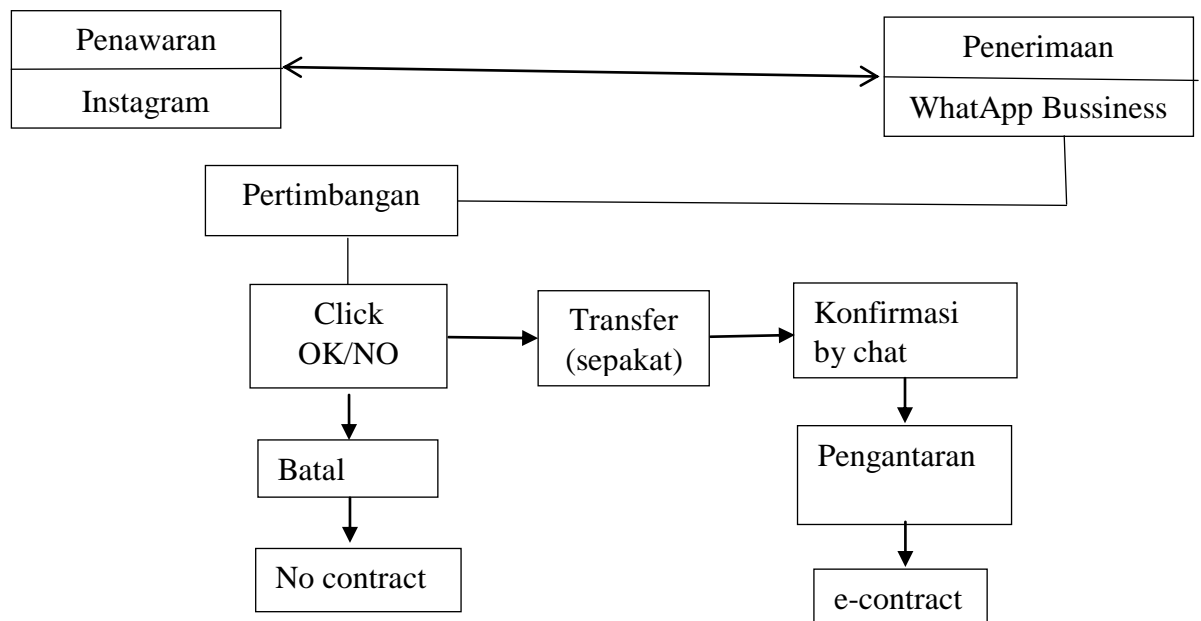 Penawaran
Instagram
Penerimaan
WhatApp Bussiness
Pertimbangan
Click
OK/NO
Transfer
(sepakat)
Konfirmasi
by chat
Batal
Pengantaran
No contract
e-contract